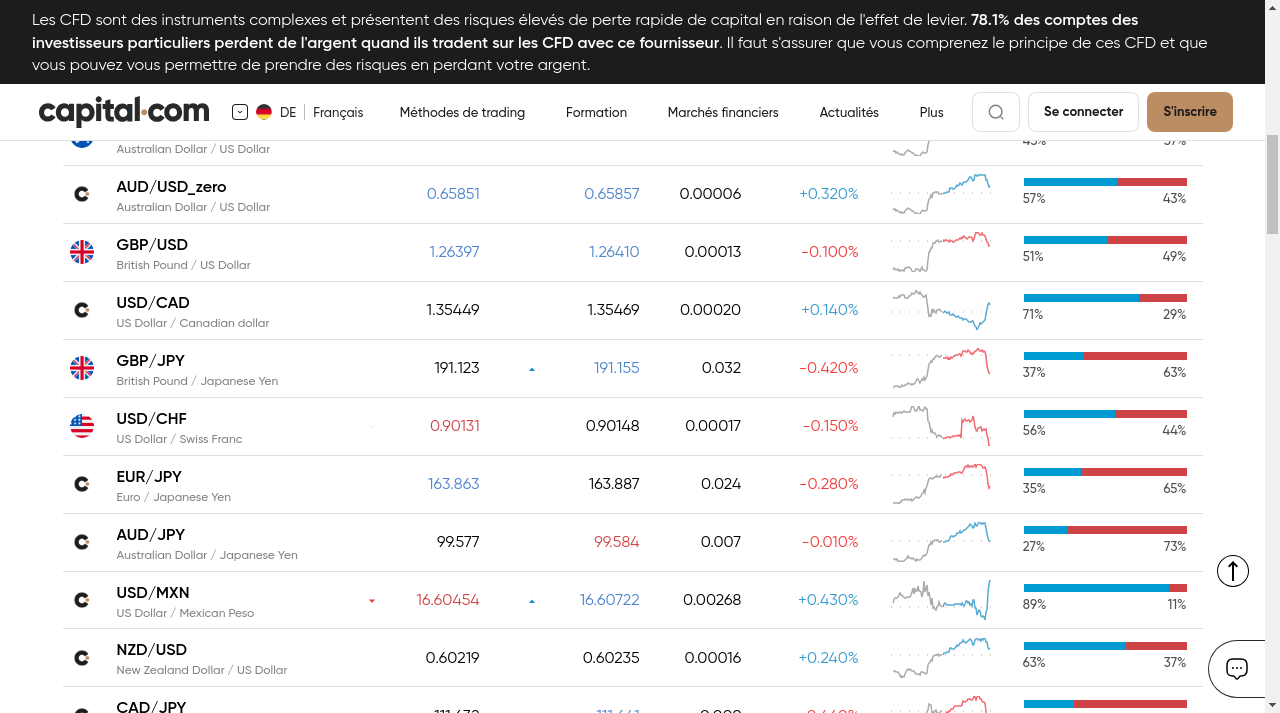 Les CFD sont des instruments complexes et présentent des risques élevés de perte rapide de capital en raison de l'effet de levier. 78.1% des comptes des
investisseurs particuliers perdent de l'argent quand ils tradent sur les CFD avec ce fournisseur. Il faut s'assurer que vous comprenez le principe de ces CFD et que
vous pouvez vous permettre de prendre des risques en perdant votre argent.
capital.com DE Français Méthodes de trading Formation Marchés financiers Actualités Plus Se connecter S'inscrire
Australian Dollar / US Dollar
AUD/USD_zero 0.65851 0.65857 0.00006 +0.320%
Australian Dollar / US Dollar 57% 43%
GBP/USD 1.26397 1.26410 0.00013 -0.100%
British Pound / US Dollar 51% 49%
USD/CAD 1.35449 1.35469 0.00020 +0.140%
US Dollar / Canadian dollar 71% 29%
GBP/JPY 191.123 191.155 0.032 -0.420%
British Pound / Japanese Yen 37% 63%
USD/CHF 0.90131 0.90148 0.00017 -0.150%
US Dollar / Swiss Franc 56% 44%
EUR/JPY 163.863 163.887 0.024 -0.280%
Euro / Japanese Yen 35% 65%
AUD/JPY 99.577 99.584 0.007 -0.010%
Australian Dollar / Japanese Yen 27% 73%
USD/MXN 16.60454 16.60722 0.00268 +0.430%
US Dollar / Mexican Peso 89% 11%
NZD/USD 0.60219 0.60235 0.00016 +0.240%
New Zealand Dollar / US Dollar 63% 37%
CAD/JPY